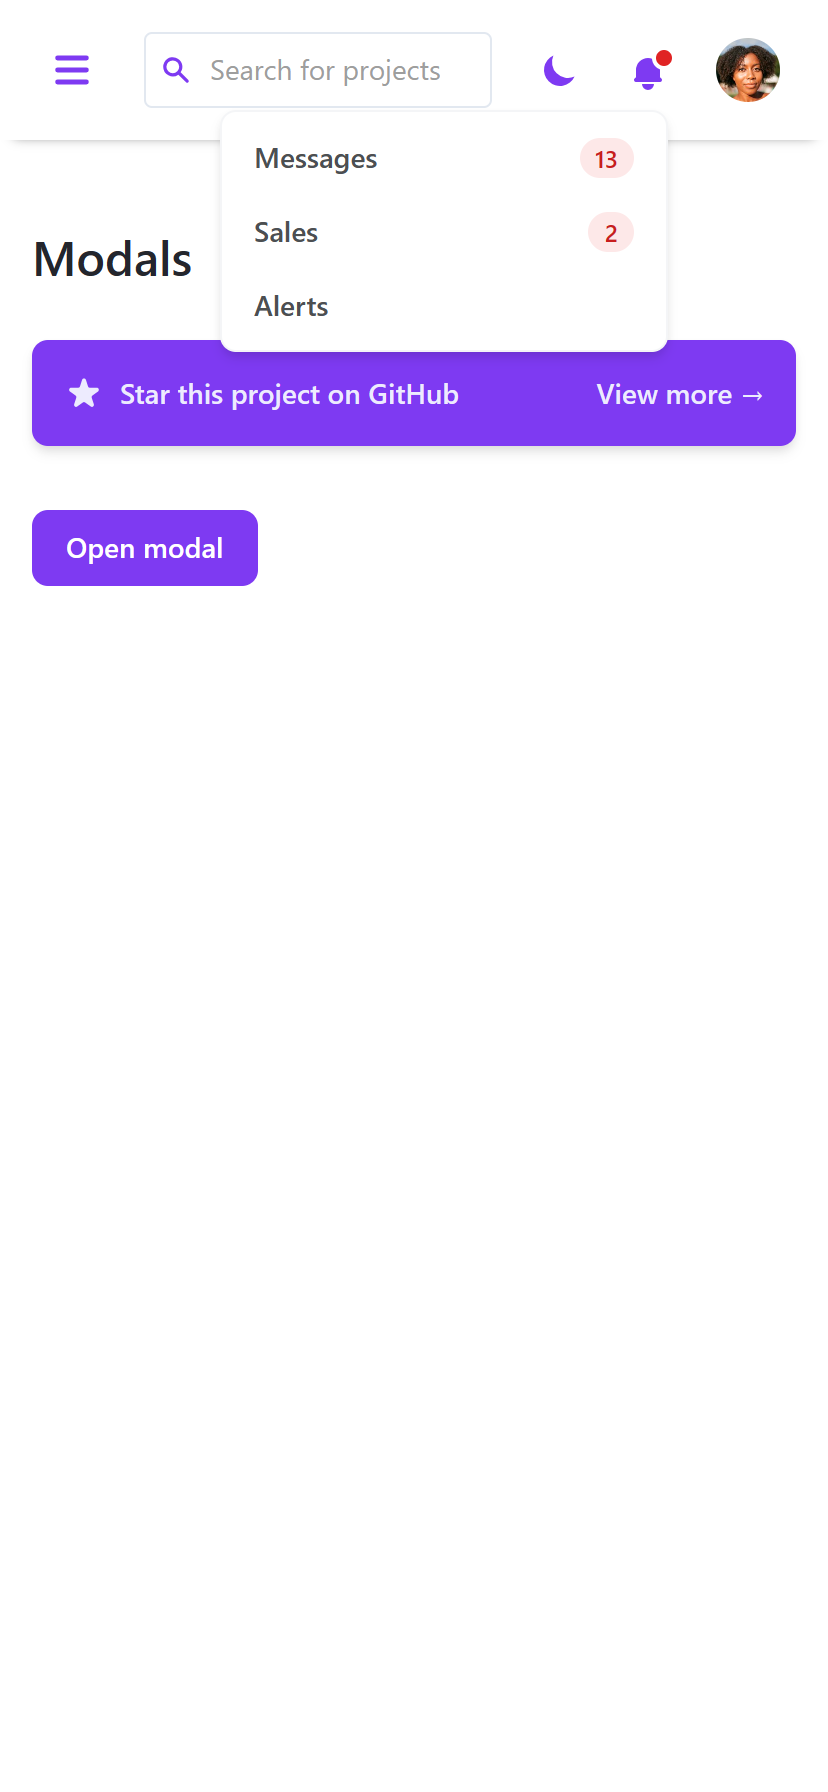 Search for projects
Messages 13
Sales 2
Alerts
Modals
Star this project on GitHub View more →
Open modal